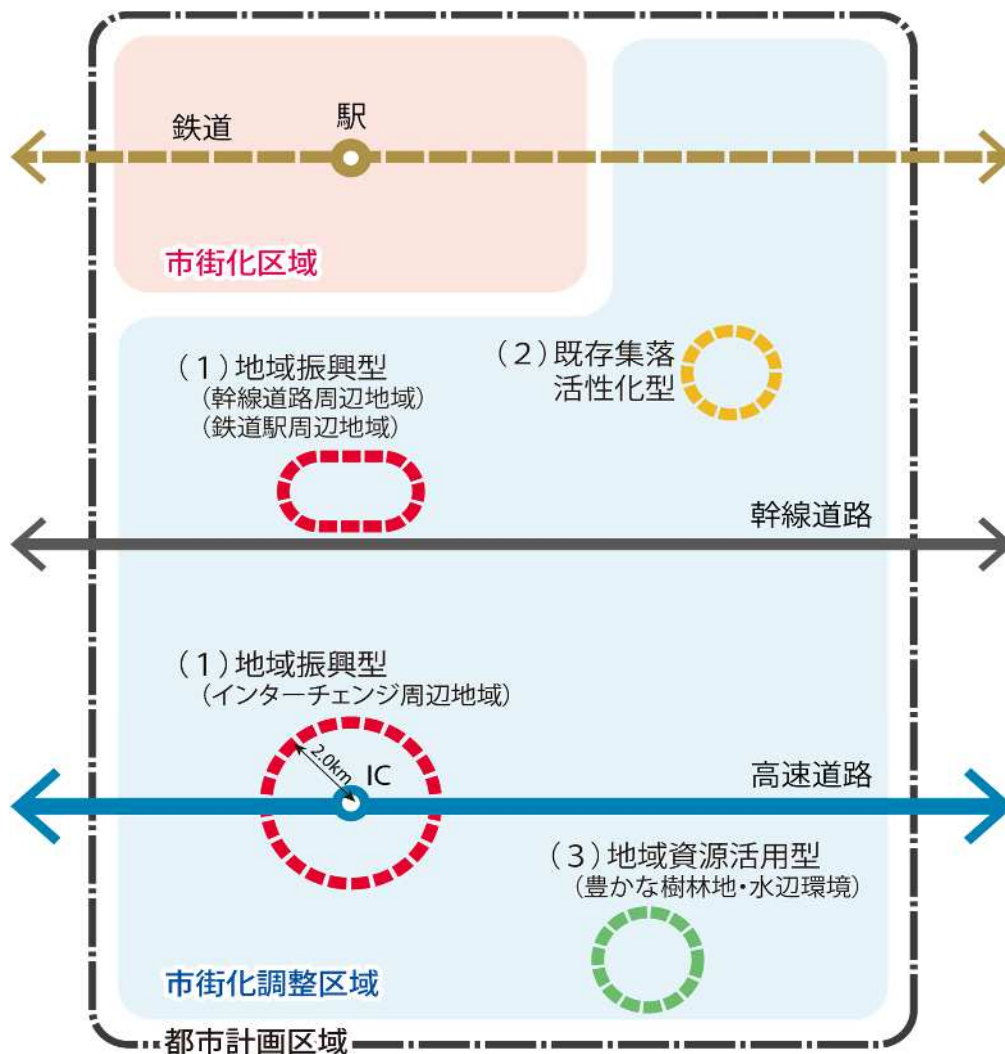 駅
鉄道
市街化区域
（1）地域振興型
（幹線道路周辺地域）
（鉄道駅周辺地域）
（2）既存集落
活性化型
幹線道路
（1）地域振興型
（インターチェンジ周辺地域）
2.0km
IC
高速道路
（3）地域資源活用型
（豊かな樹林地・水辺環境）
市街化調整区域
都市計画区域